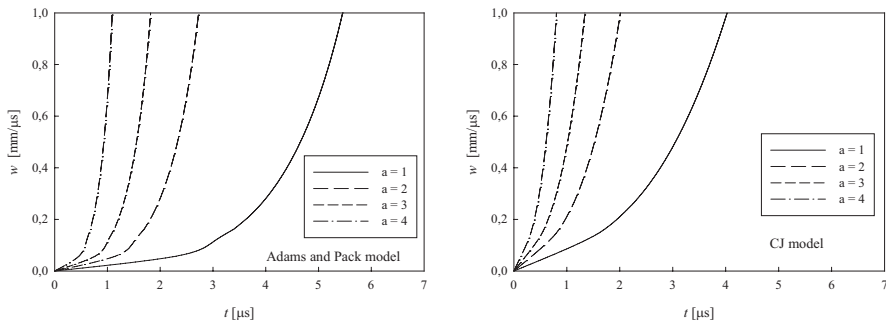 w [mm/μs]
1,0
0,8
0,6
0,4
0,2
0,0
0 1 2 3 4 5 6 7
t [μs]
a = 1
a = 2
a = 3
a = 4
Adams and Pack model
w [mm/μs]
1,0
0,8
0,6
0,4
0,2
0,0
0 1 2 3 4 5 6 7
t [μs]
a = 1
a = 2
a = 3
a = 4
CJ model